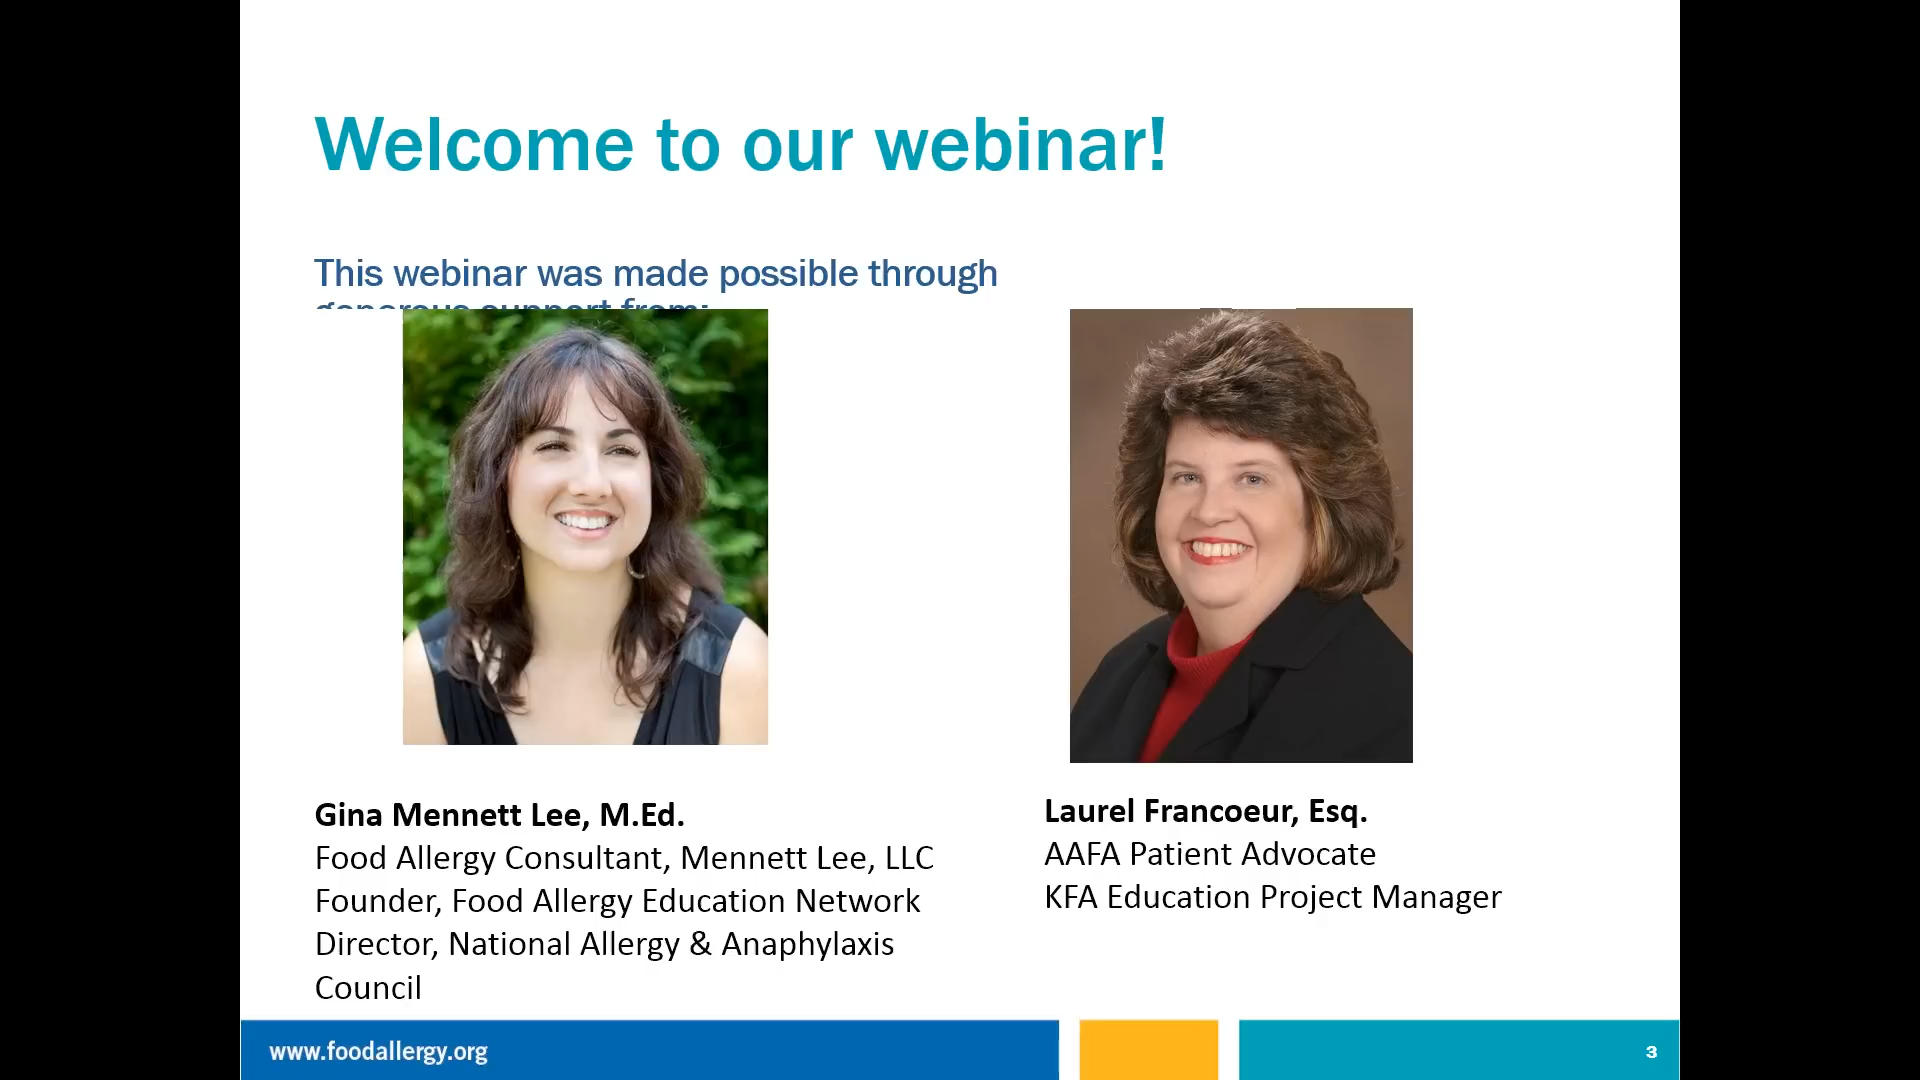 Welcome to our webinar!
This webinar was made possible through
generous support from:
Gina Mennett Lee, M.Ed.
Food Allergy Consultant, Mennett Lee, LLC
Founder, Food Allergy Education Network
Director, National Allergy & Anaphylaxis
Council
Laurel Francoeur, Esq.
AAFA Patient Advocate
KFA Education Project Manager
www.foodallergy.org
3